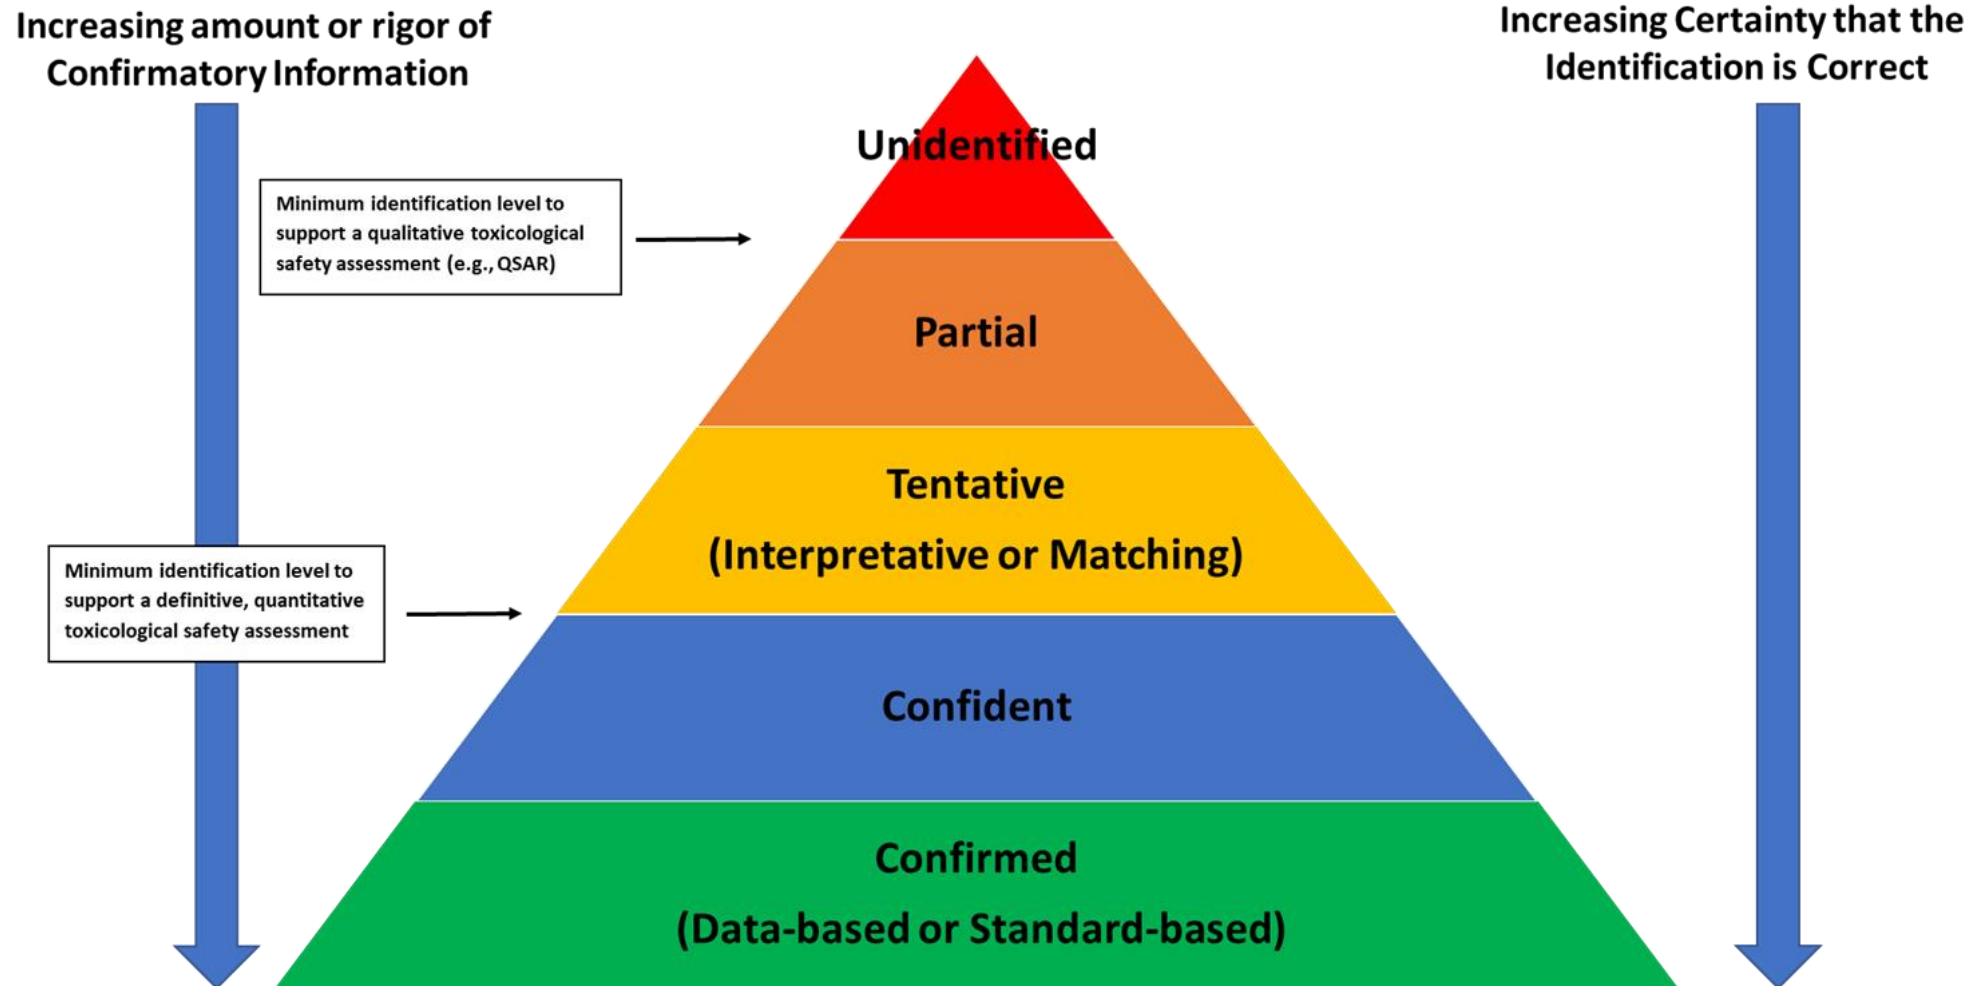 Increasing amount or rigor of
Confirmatory Information
Increasing Certainty that the
Identification is Correct
Unidentified
Minimum identification level to
support a qualitative toxicological
safety assessment (e.g., QSAR)
Partial
Tentative
(Interpretative or Matching)
Minimum identification level to
support a definitive, quantitative
toxicological safety assessment
Confident
Confirmed
(Data-based or Standard-based)